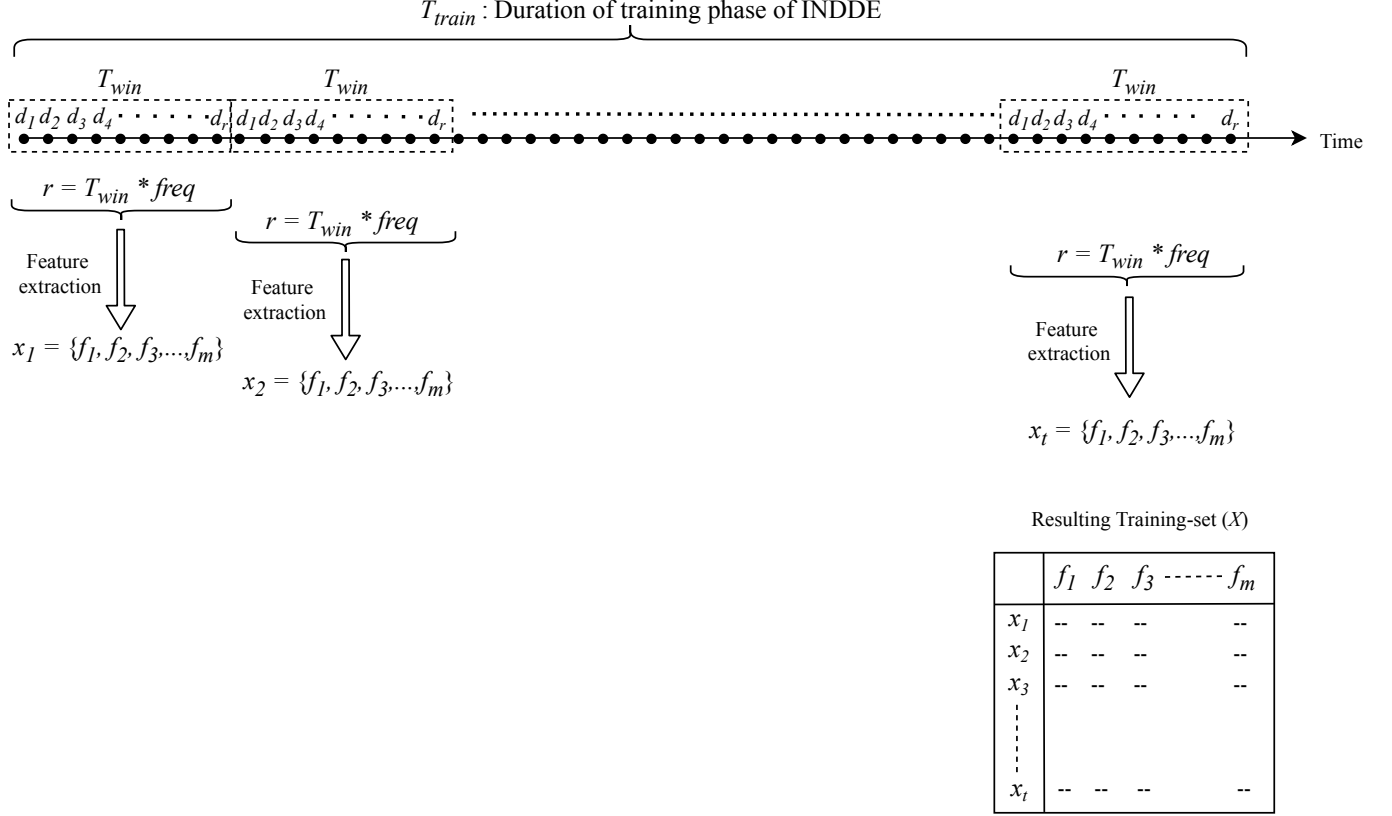 T_train : Duration of training phase of INDDE
T_win T_win T_win
d_1 d_2 d_3 d_4 · · · · · · d_r d_1 d_2 d_3 d_4 · · · · · · d_r ........................ d_1 d_2 d_3 d_4 · · · · · · d_r
Time
r = T_win * freq
r = T_win * freq
r = T_win * freq
Feature
extraction
Feature
extraction
Feature
extraction
x_1 = {f_1, f_2, f_3,...,f_m}
x_2 = {f_1, f_2, f_3,...,f_m}
x_t = {f_1, f_2, f_3,...,f_m}
Resulting Training-set (X)
f_1 f_2 f_3 ------ f_m
x_1 -- -- -- --
x_2 -- -- -- --
x_3 -- -- -- --
x_t -- -- -- --